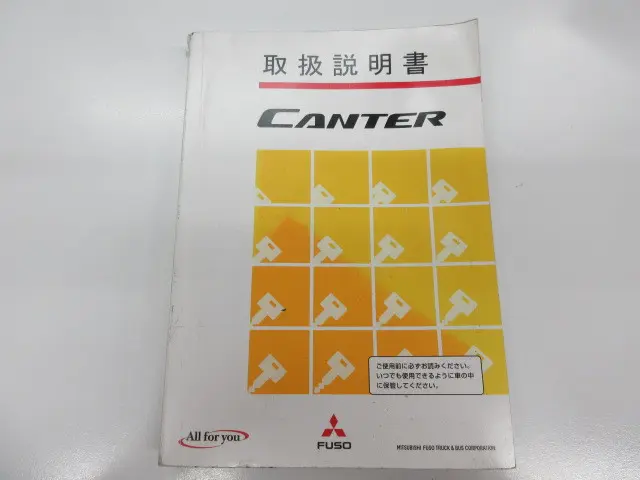 取扱説明書
CANTER
ご使用前に必ずお読みください。
いつでも使用できるように車の中
に保管してください。
All for you
FUSO
MITSUBISHI FUSO TRUCK & BUS CORPORATION